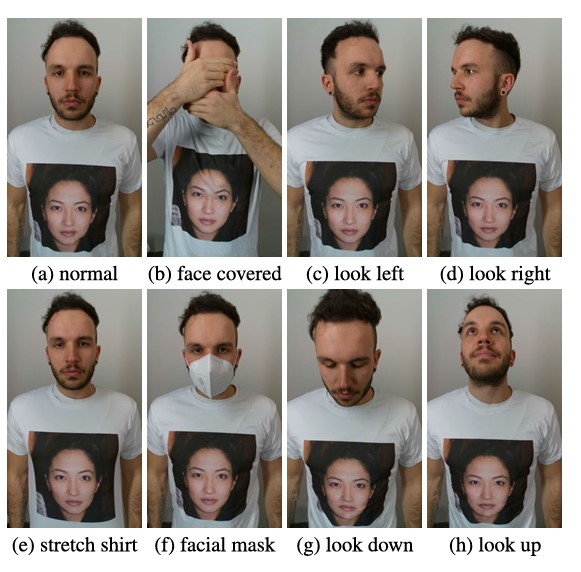 (a) normal
(b) face covered
(c) look left
(d) look right
(e) stretch shirt
(f) facial mask
(g) look down
(h) look up